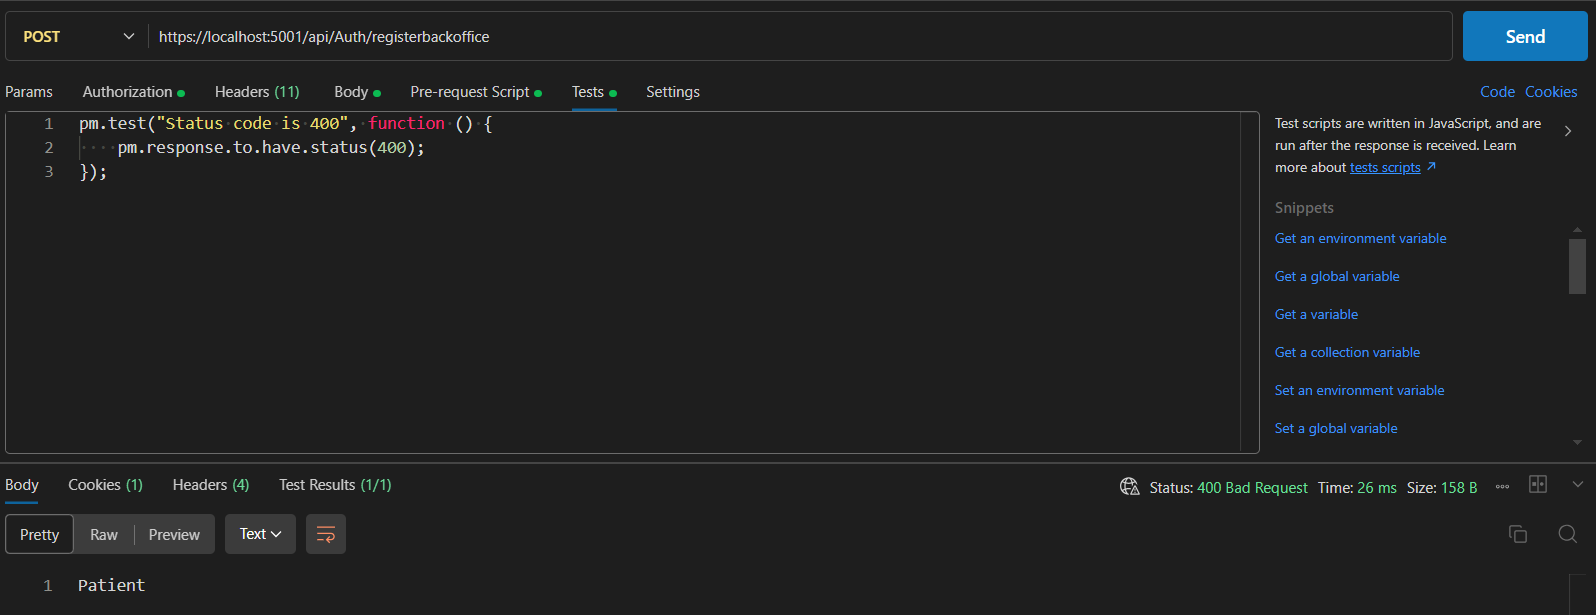 POST https://localhost:5001/api/Auth/registerbackoffice Send
Params Authorization Headers (11) Body Pre-request Script Tests Settings Code Cookies
1 pm.test("Status code is 400", function () {
2 pm.response.to.have.status(400);
3 });
Test scripts are written in JavaScript, and are
run after the response is received. Learn
more about tests scripts ↗
Snippets
Get an environment variable
Get a global variable
Get a variable
Get a collection variable
Set an environment variable
Set a global variable
Body Cookies (1) Headers (4) Test Results (1/1) Status: 400 Bad Request Time: 26 ms Size: 158 B
Pretty Raw Preview Text
1 Patient